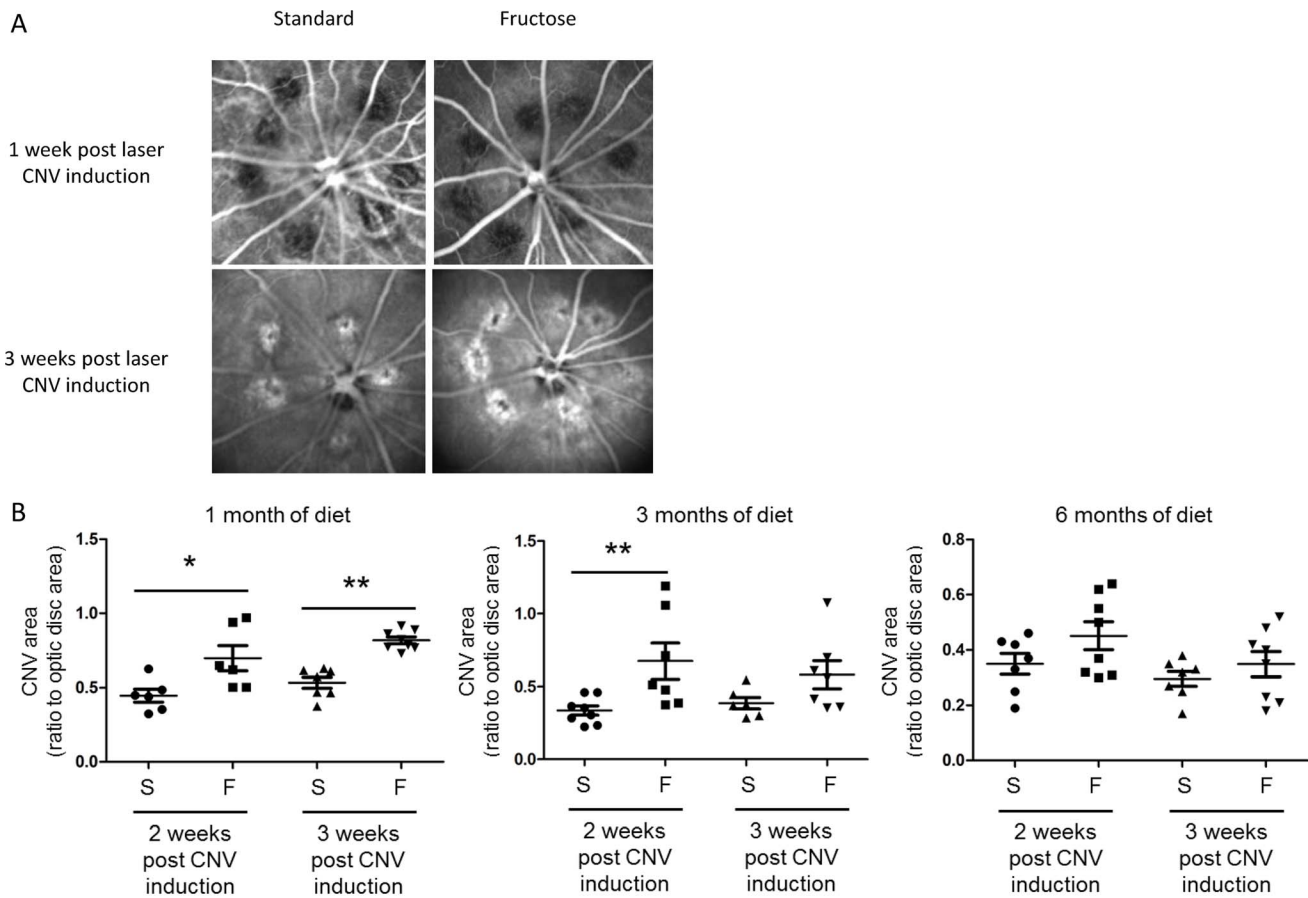 A
Standard
Fructose
1 week post laser
CNV induction
3 weeks post laser
CNV induction
B
1 month of diet
CNV area
(ratio to optic disc area)
1.5
1.0
0.5
0.0
*
**
S
F
S
F
2 weeks
post CNV
induction
3 weeks
post CNV
induction
3 months of diet
CNV area
(ratio to optic disc area)
1.5
1.0
0.5
0.0
**
S
F
S
F
2 weeks
post CNV
induction
3 weeks
post CNV
induction
6 months of diet
CNV area
(ratio to optic disc area)
0.8
0.6
0.4
0.2
0.0
S
F
S
F
2 weeks
post CNV
induction
3 weeks
post CNV
induction